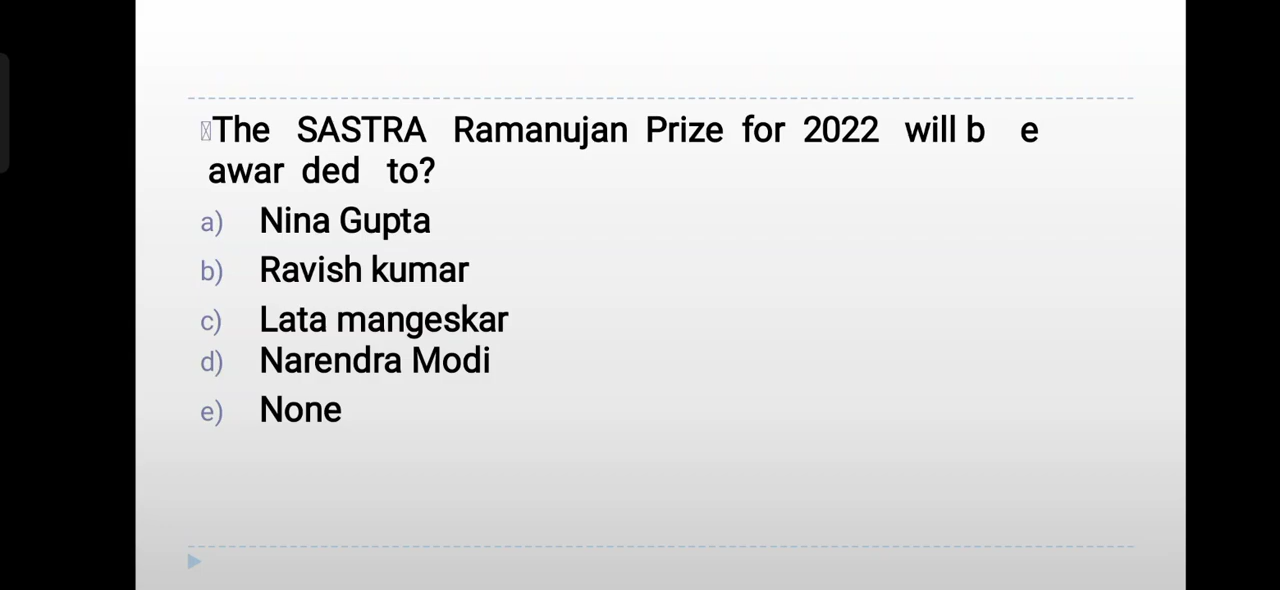 The SASTRA Ramanujan Prize for 2022 will b e
awar ded to?
a) Nina Gupta
b) Ravish kumar
c) Lata mangeskar
d) Narendra Modi
e) None